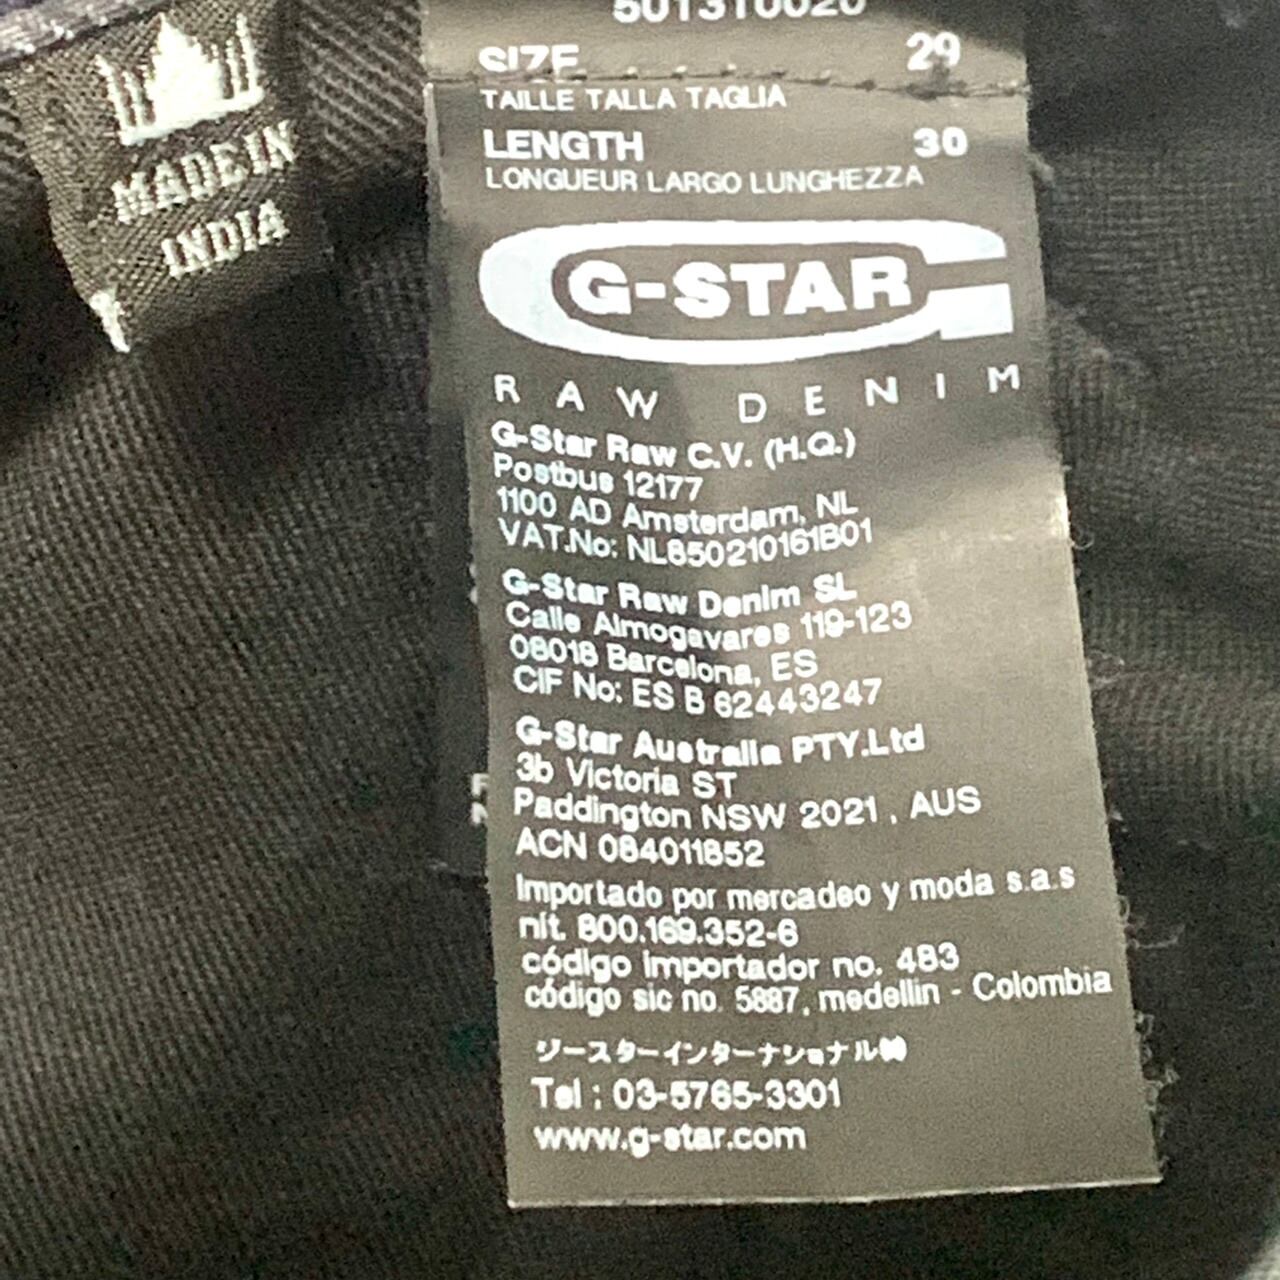 MADE IN
INDIA
501310020
SIZE 29
TAILLE TALLA TAGLIA
LENGTH 30
LONGUEUR LARGO LUNGHEZZA
G-STAR
RAW DENIM
G-Star Raw C.V. (H.Q.)
Postbus 12177
1100 AD Amsterdam, NL
VAT.No: NL850210161B01
G-Star Raw Denim SL
Calle Almogavares 119-123
08018 Barcelona, ES
CIF No: ES B 62443247
G-Star Australia PTY.Ltd
3b Victoria ST
Paddington NSW 2021 , AUS
ACN 084011852
Importado por mercadeo y moda s.a.s
nit. 800.169.352-6
código Importador no. 483
código sic no. 5887, medellin - Colombia
ジースターインターナショナル㈱
Tel : 03-5765-3301
www.g-star.com